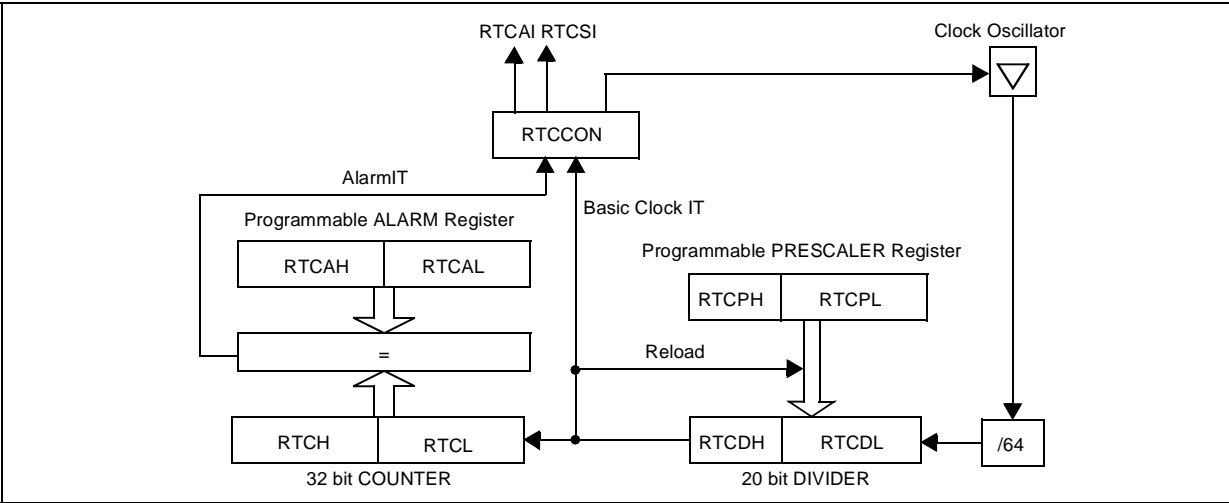 RTCAI RTCSI
Clock Oscillator
RTCCON
AlarmIT
Basic Clock IT
Programmable ALARM Register
Programmable PRESCALER Register
RTCAH RTCAL
RTCPH RTCPL
=
Reload
RTCH RTCL
RTCDH RTCDL
/64
32 bit COUNTER
20 bit DIVIDER